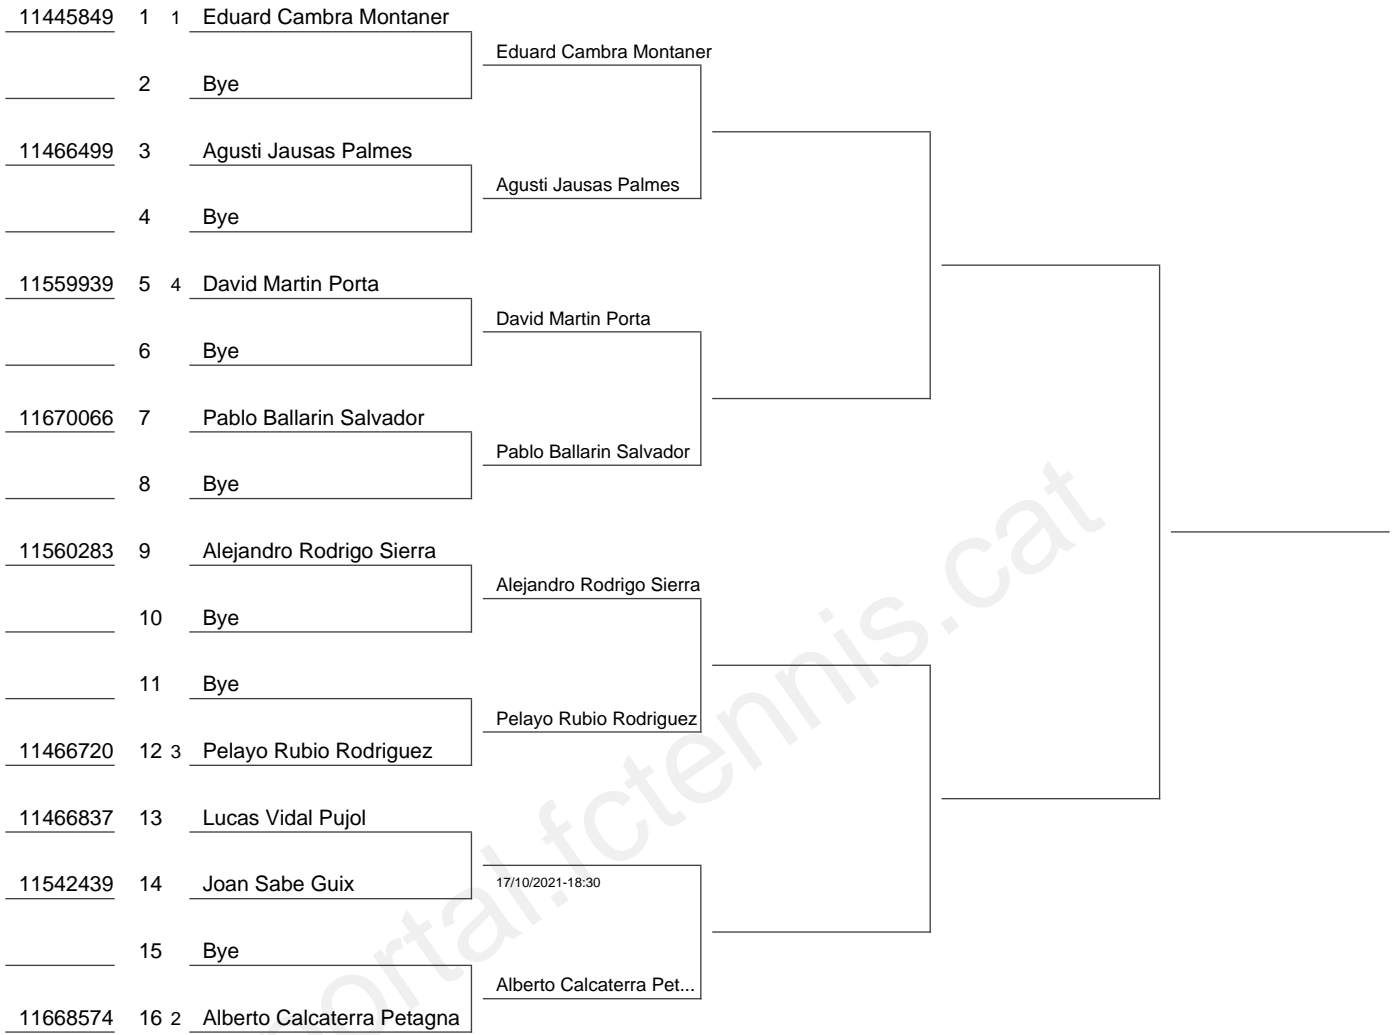 11445849 1 1 Eduard Cambra Montaner
Eduard Cambra Montaner
2 Bye
11466499 3 Agusti Jausas Palmes
Agusti Jausas Palmes
4 Bye
11559939 5 4 David Martin Porta
David Martin Porta
6 Bye
11670066 7 Pablo Ballarin Salvador
Pablo Ballarin Salvador
8 Bye
11560283 9 Alejandro Rodrigo Sierra
Alejandro Rodrigo Sierra
10 Bye
11 Bye
Pelayo Rubio Rodriguez
11466720 12 3 Pelayo Rubio Rodriguez
11466837 13 Lucas Vidal Pujol
11542439 14 Joan Sabe Guix
17/10/2021-18:30
15 Bye
Alberto Calcaterra Pet...
11668574 16 2 Alberto Calcaterra Petagna
portal.fctennis.cat